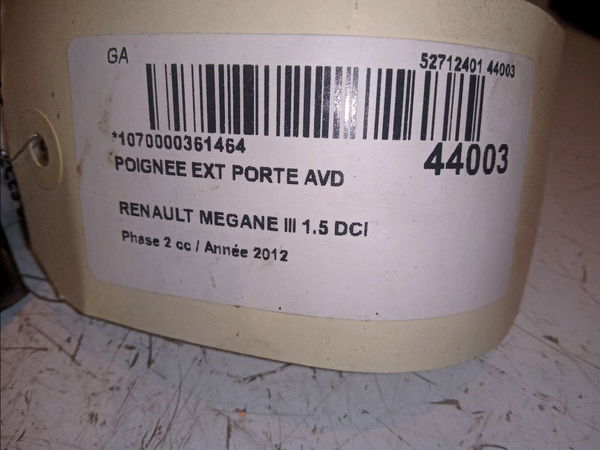 GA
52712401 44003
*1070000361464
44003
POIGNEE EXT PORTE AVD
RENAULT MEGANE III 1.5 DCI
Phase 2 cc / Année 2012